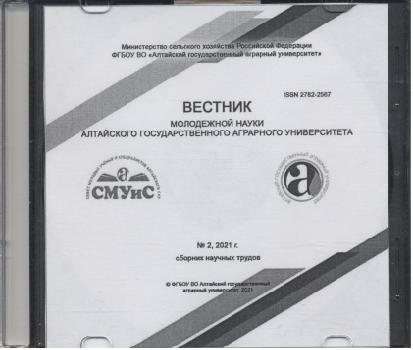 Министерство сельского хозяйства Российской Федерации
ФГБОУ ВО «Алтайский государственный аграрный университет»
ISSN 2782-2567
ВЕСТНИК
МОЛОДЕЖНОЙ НАУКИ
АЛТАЙСКОГО ГОСУДАРСТВЕННОГО АГРАРНОГО УНИВЕРСИТЕТА
СМУиС
а
№ 2, 2021 г.
сборник научных трудов
© ФГБОУ ВО Алтайский государственный
аграрный университет, 2021